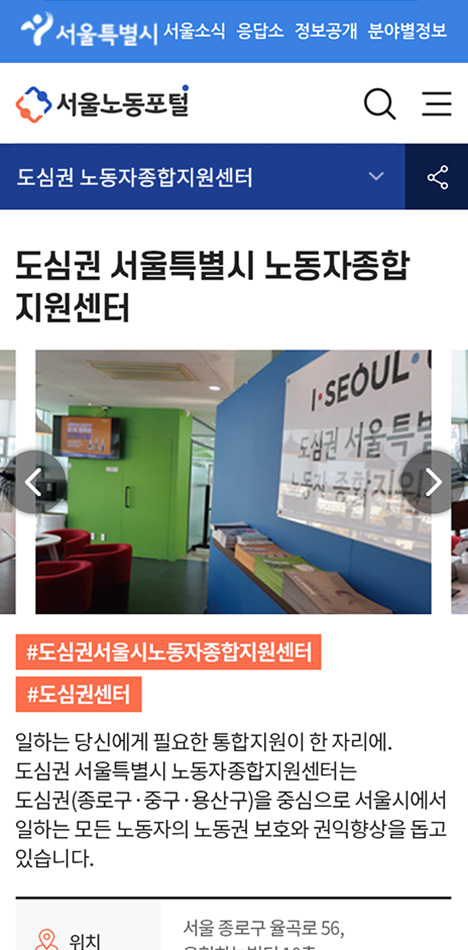 서울특별시 서울소식 응답소 정보공개 분야별정보
서울노동포털
도심권 노동자종합지원센터
도심권 서울특별시 노동자종합
지원센터
I·SEOUL·U
도심권 서울특별
노동자 종합지원
#도심권서울시노동자종합지원센터
#도심권센터
일하는 당신에게 필요한 통합지원이 한 자리에.
도심권 서울특별시 노동자종합지원센터는
도심권(종로구·중구·용산구)을 중심으로 서울시에서
일하는 모든 노동자의 노동권 보호와 권익향상을 돕고
있습니다.
위치
서울 종로구 율곡로 56,